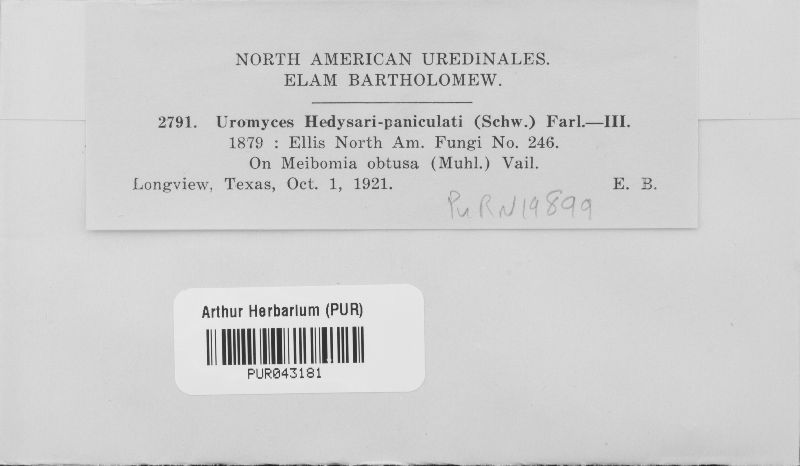 NORTH AMERICAN UREDINALES.
ELAM BARTHOLOMEW.
2791. Uromyces Hedysari-paniculati (Schw.) Farl.—III.
1879 : Ellis North Am. Fungi No. 246.
On Meibomia obtusa (Muhl.) Vail.
Longview, Texas, Oct. 1, 1921. E. B.
PURN19899
Arthur Herbarium (PUR)
PUR043181